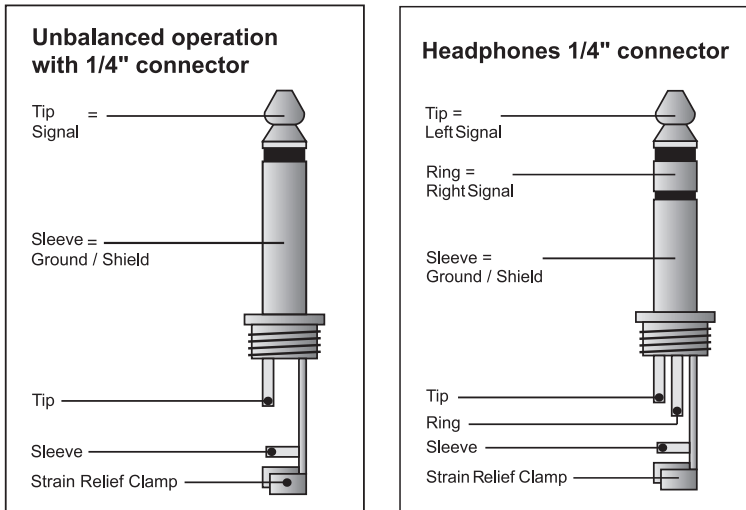 Unbalanced operation
with 1/4" connector
Tip =
Signal
Sleeve =
Ground / Shield
Tip
Sleeve
Strain Relief Clamp
Headphones 1/4" connector
Tip =
Left Signal
Ring =
Right Signal
Sleeve =
Ground / Shield
Tip
Ring
Sleeve
Strain Relief Clamp